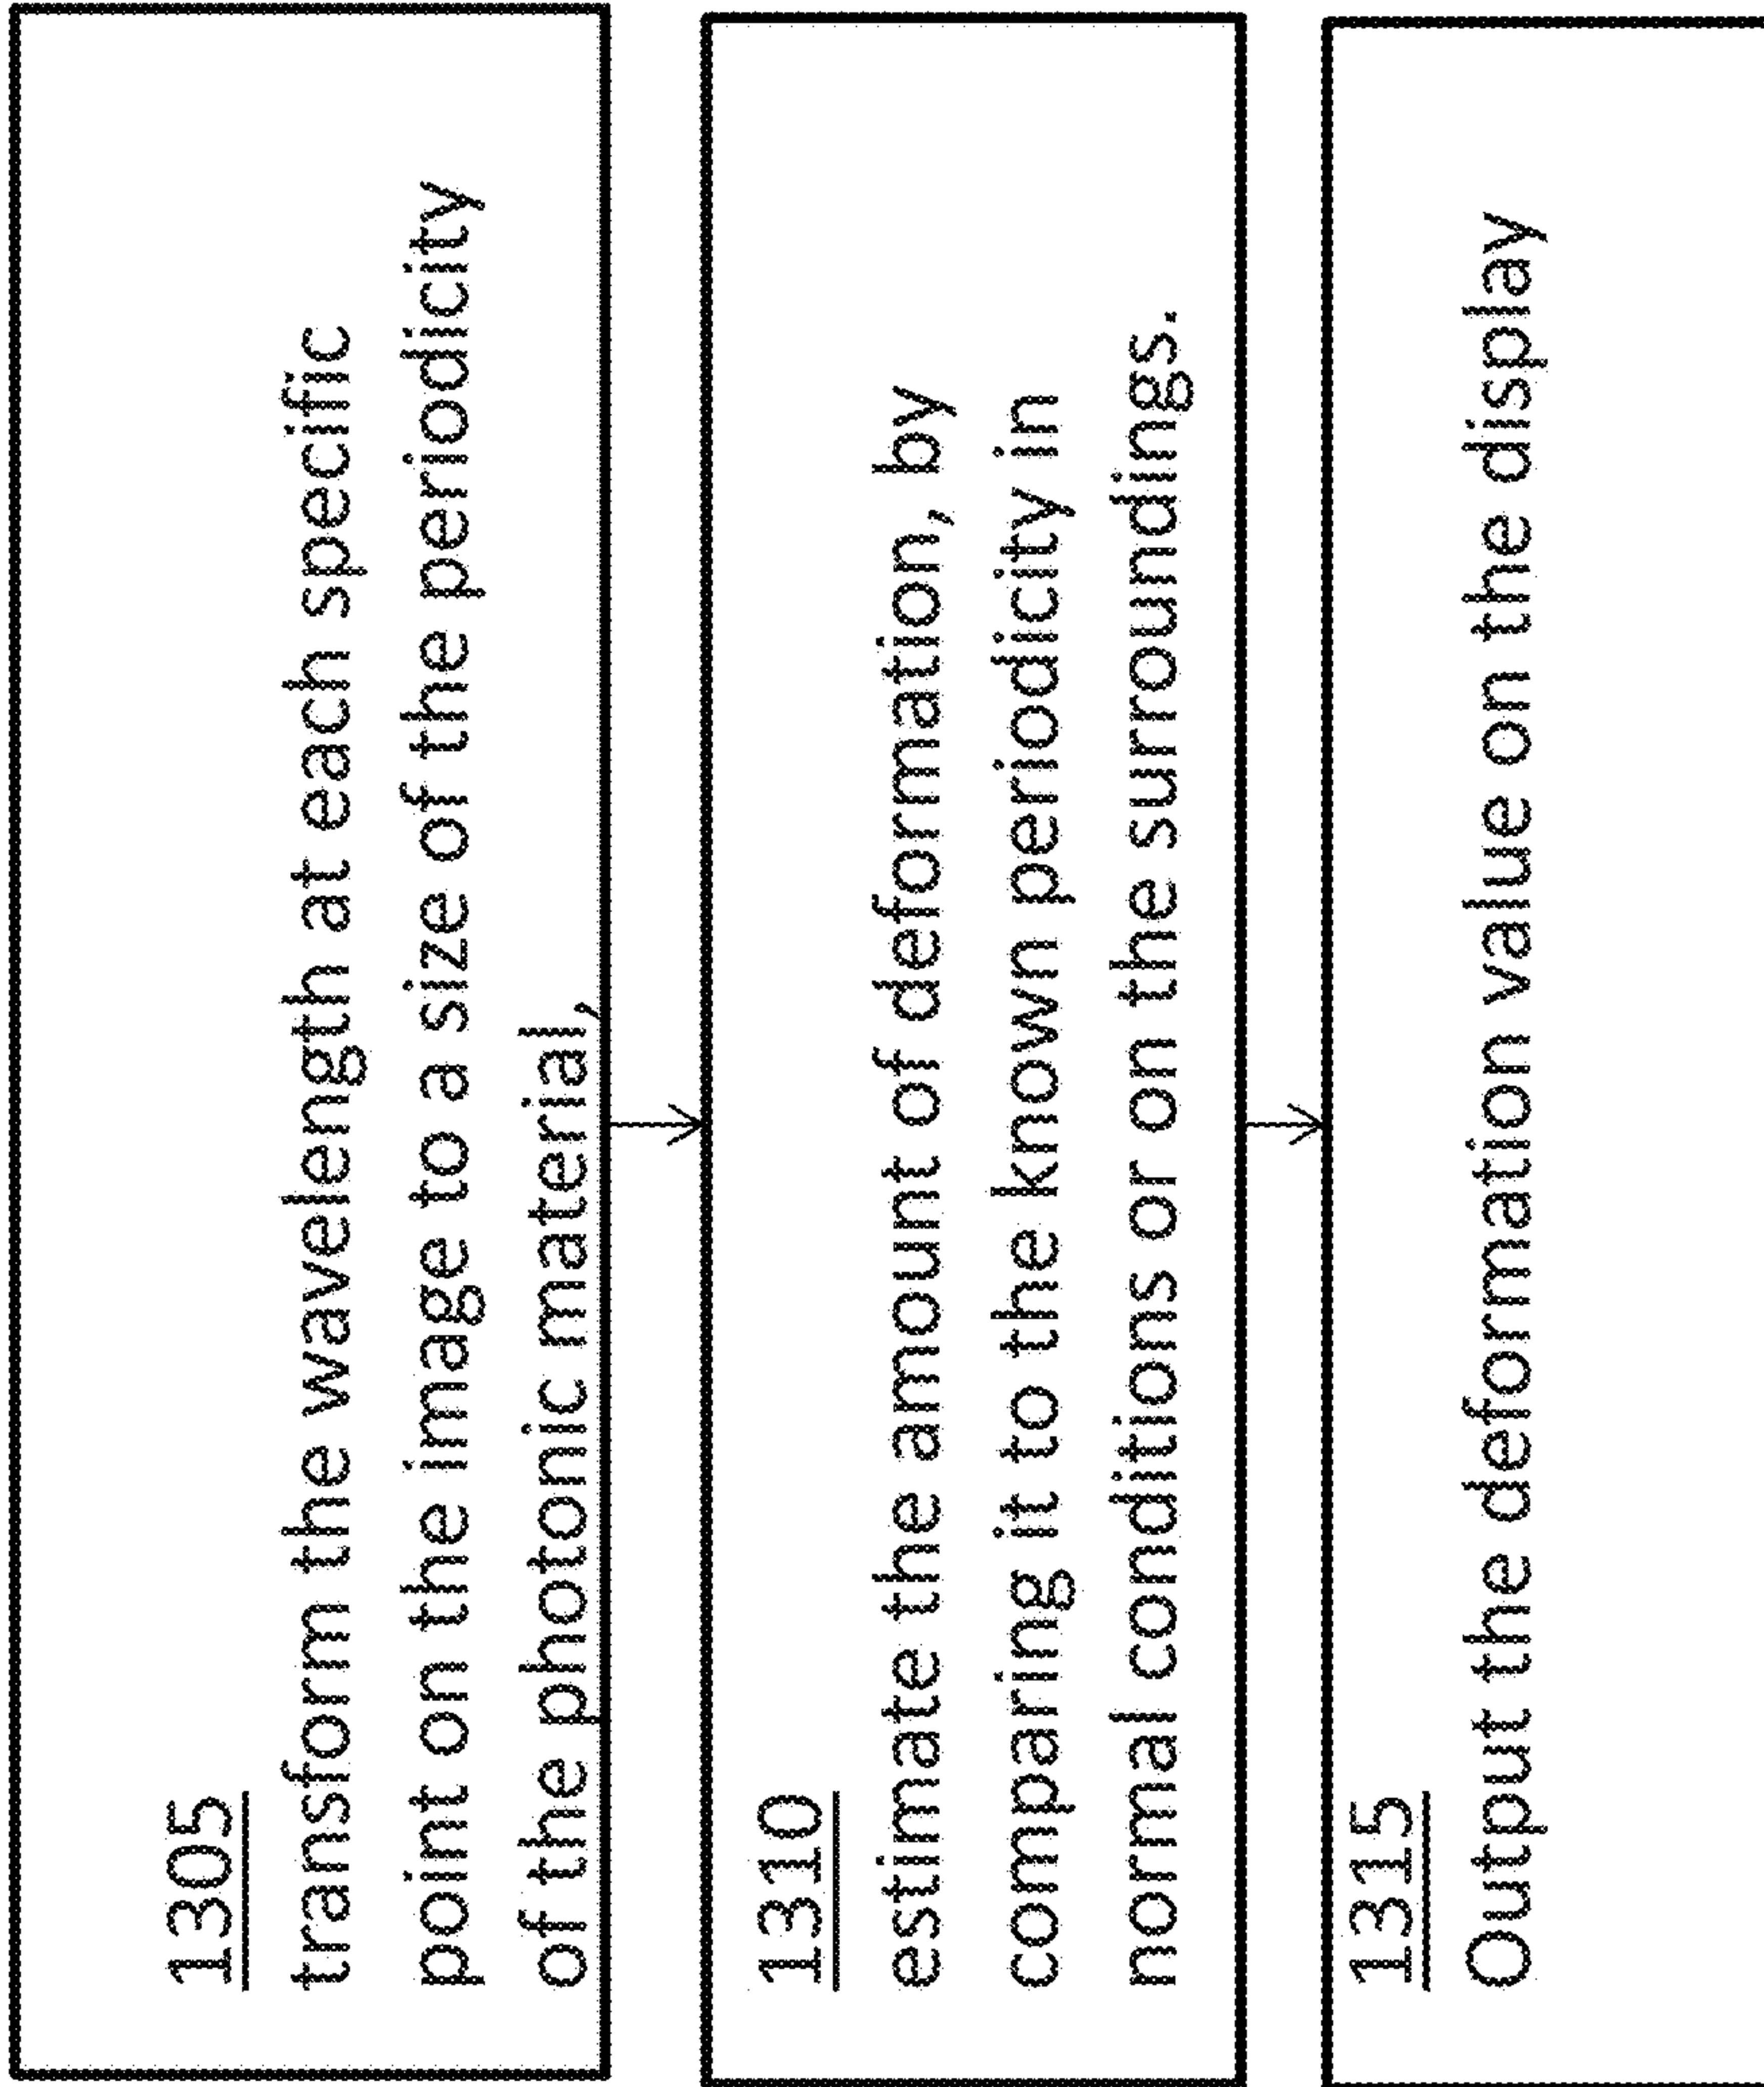 1305
transform the wavelength at each specific
point on the image to a size of the periodicity
of the photonic material,
1310
estimate the amount of deformation, by
comparing it to the known periodicity in
normal conditions or on the surroundings.
1315
Output the deformation value on the display